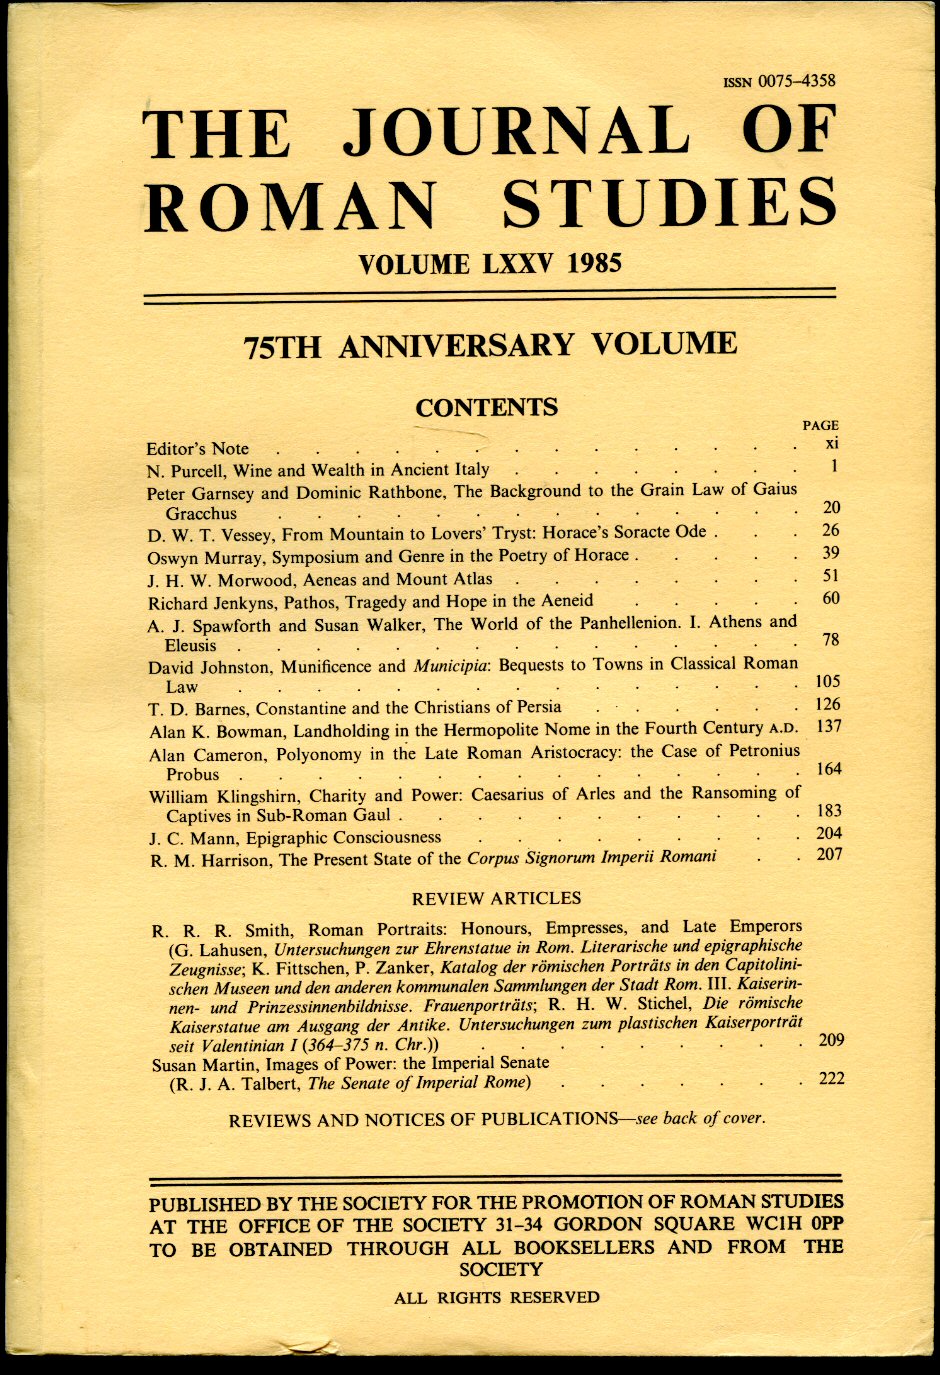 ISSN 0075–4358
THE JOURNAL OF
ROMAN STUDIES
VOLUME LXXV 1985
75TH ANNIVERSARY VOLUME
CONTENTS
PAGE
Editor's Note . . . . . . . . . . . . . . xi
N. Purcell, Wine and Wealth in Ancient Italy . . . . . . . . 1
Peter Garnsey and Dominic Rathbone, The Background to the Grain Law of Gaius
Gracchus . . . . . . . . . . . . . . 20
D. W. T. Vessey, From Mountain to Lovers' Tryst: Horace's Soracte Ode . . . 26
Oswyn Murray, Symposium and Genre in the Poetry of Horace . . . . . 39
J. H. W. Morwood, Aeneas and Mount Atlas . . . . . . . . 51
Richard Jenkyns, Pathos, Tragedy and Hope in the Aeneid . . . . . 60
A. J. Spawforth and Susan Walker, The World of the Panhellenion. I. Athens and
Eleusis . . . . . . . . . . . . . . . 78
David Johnston, Munificence and Municipia: Bequests to Towns in Classical Roman
Law . . . . . . . . . . . . . . . 105
T. D. Barnes, Constantine and the Christians of Persia . . . . . . 126
Alan K. Bowman, Landholding in the Hermopolite Nome in the Fourth Century A.D. 137
Alan Cameron, Polyonomy in the Late Roman Aristocracy: the Case of Petronius
Probus . . . . . . . . . . . . . . . 164
William Klingshirn, Charity and Power: Caesarius of Arles and the Ransoming of
Captives in Sub-Roman Gaul . . . . . . . . . . . 183
J. C. Mann, Epigraphic Consciousness . . . . . . . . . 204
R. M. Harrison, The Present State of the Corpus Signorum Imperii Romani . . 207
REVIEW ARTICLES
R. R. R. Smith, Roman Portraits: Honours, Empresses, and Late Emperors
(G. Lahusen, Untersuchungen zur Ehrenstatue in Rom. Literarische und epigraphische
Zeugnisse; K. Fittschen, P. Zanker, Katalog der römischen Porträts in den Capitolini-
schen Museen und den anderen kommunalen Sammlungen der Stadt Rom. III. Kaiserin-
nen- und Prinzessinnenbildnisse. Frauenporträts; R. H. W. Stichel, Die römische
Kaiserstatue am Ausgang der Antike. Untersuchungen zum plastischen Kaiserporträt
seit Valentinian I (364–375 n. Chr.)) . . . . . . . . . 209
Susan Martin, Images of Power: the Imperial Senate
(R. J. A. Talbert, The Senate of Imperial Rome) . . . . . . . 222
REVIEWS AND NOTICES OF PUBLICATIONS—see back of cover.
PUBLISHED BY THE SOCIETY FOR THE PROMOTION OF ROMAN STUDIES
AT THE OFFICE OF THE SOCIETY 31–34 GORDON SQUARE WC1H 0PP
TO BE OBTAINED THROUGH ALL BOOKSELLERS AND FROM THE
SOCIETY
ALL RIGHTS RESERVED